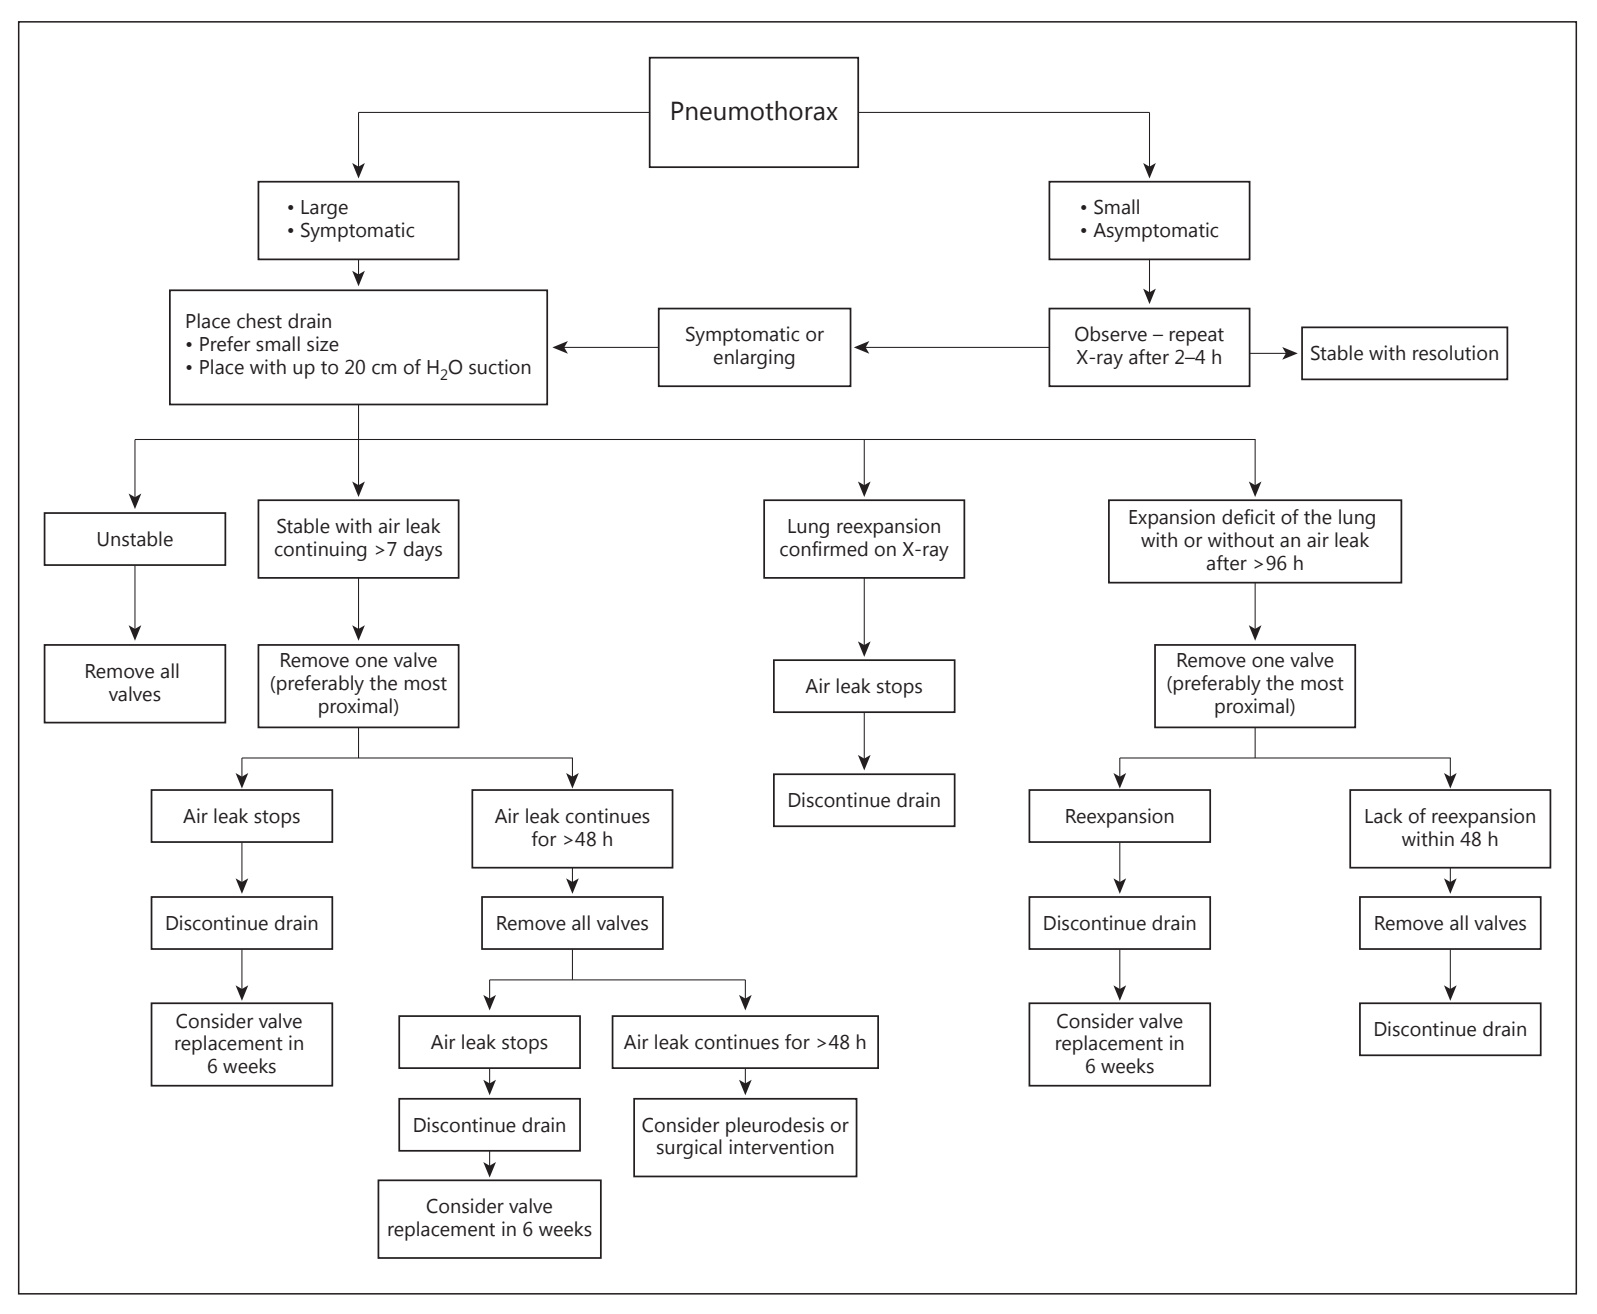 Pneumothorax
• Large
• Symptomatic
• Small
• Asymptomatic
Place chest drain
• Prefer small size
• Place with up to 20 cm of H₂O suction
Symptomatic or
enlarging
Observe – repeat
X-ray after 2–4 h
Stable with resolution
Unstable
Stable with air leak
continuing >7 days
Lung reexpansion
confirmed on X-ray
Expansion deficit of the lung
with or without an air leak
after >96 h
Remove all
valves
Remove one valve
(preferably the most
proximal)
Air leak stops
Remove one valve
(preferably the most
proximal)
Discontinue drain
Air leak stops
Air leak continues
for >48 h
Reexpansion
Lack of reexpansion
within 48 h
Discontinue drain
Remove all valves
Discontinue drain
Remove all valves
Consider valve
replacement in
6 weeks
Air leak stops
Air leak continues for >48 h
Consider valve
replacement in
6 weeks
Discontinue drain
Discontinue drain
Consider pleurodesis or
surgical intervention
Consider valve
replacement in 6 weeks